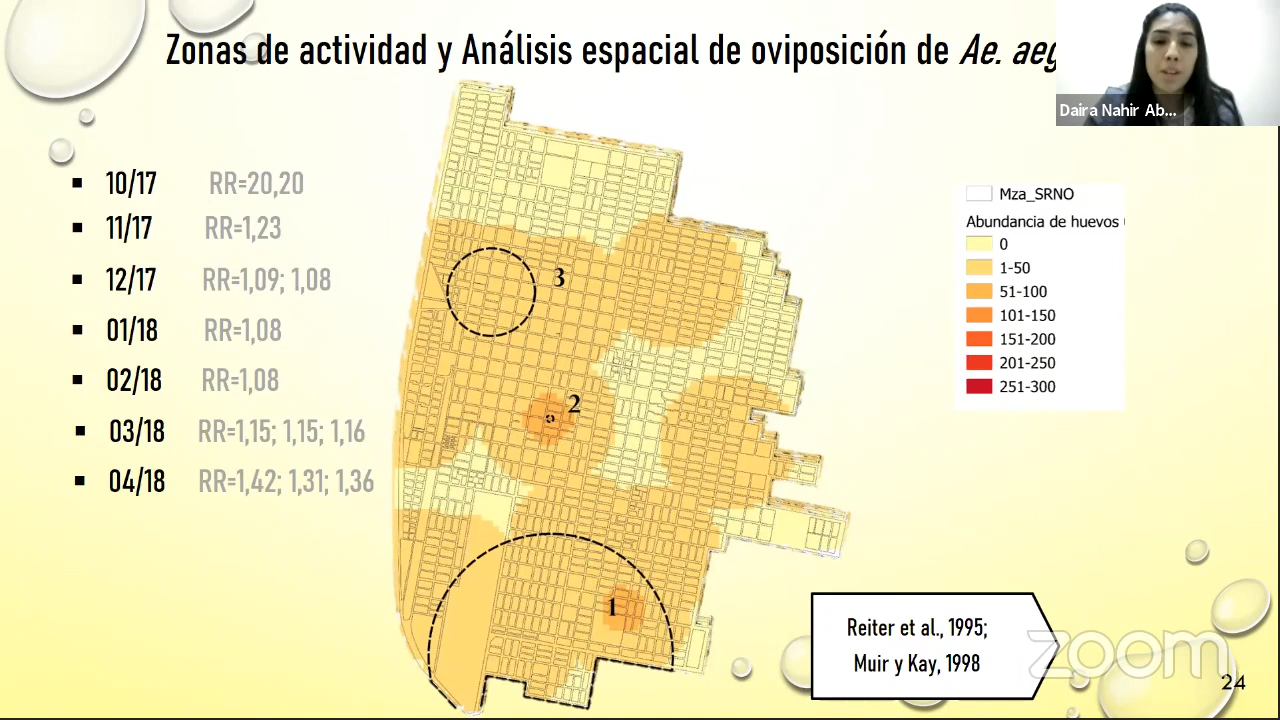 Zonas de actividad y Análisis espacial de oviposición de Ae. aeg
Daira Nahir Ab...
10/17 RR=20,20
11/17 RR=1,23
12/17 RR=1,09; 1,08
01/18 RR=1,08
02/18 RR=1,08
03/18 RR=1,15; 1,15; 1,16
04/18 RR=1,42; 1,31; 1,36
3
2
1
Mza_SRNO
Abundancia de huevos
0
1-50
51-100
101-150
151-200
201-250
251-300
Reiter et al., 1995;
Muir y Kay, 1998
zoom
24